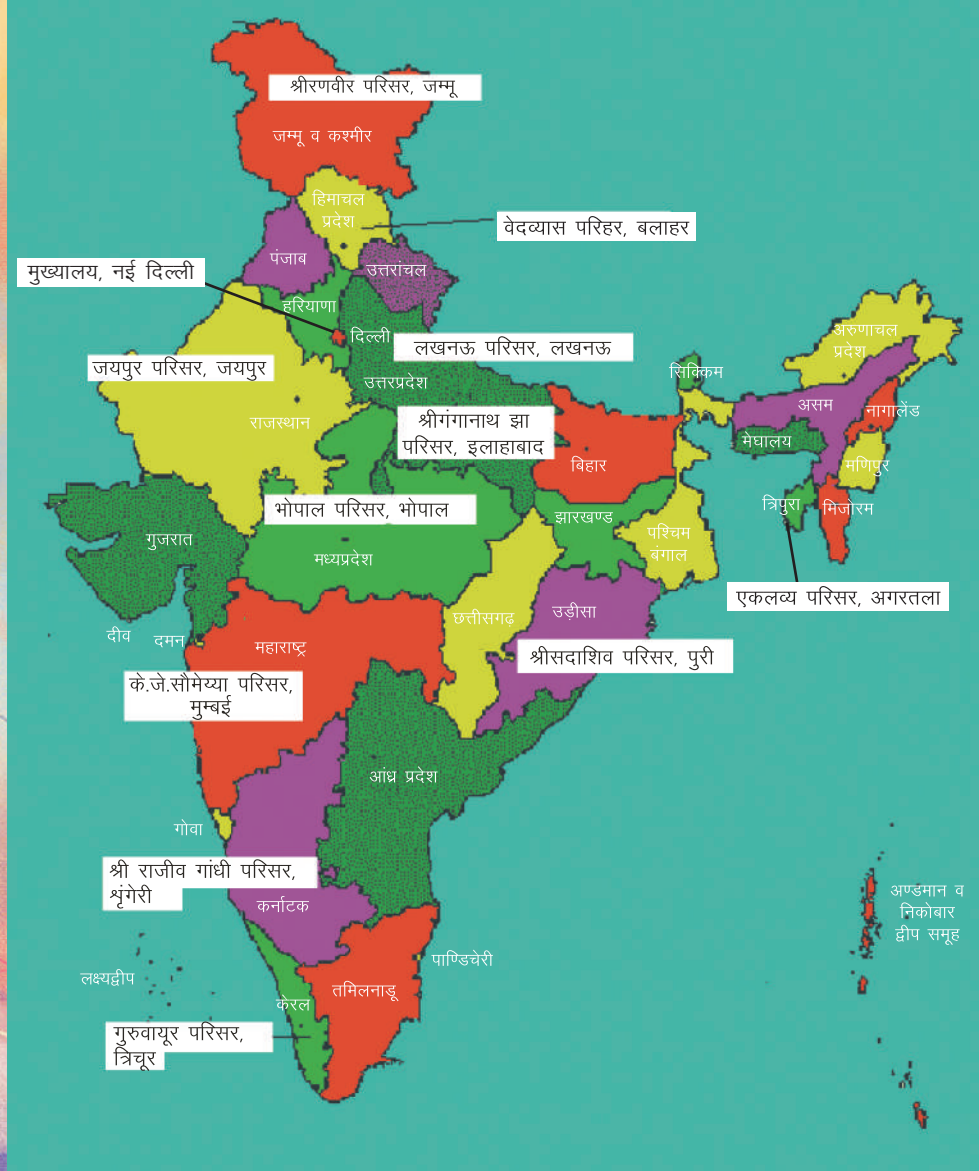 श्रीरणवीर परिसर, जम्मू
जम्मू व कश्मीर
हिमाचल
प्रदेश
वेदव्यास परिहर, बलाहर
पंजाब
उत्तरांचल
मुख्यालय, नई दिल्ली
हरियाणा
दिल्ली
लखनऊ परिसर, लखनऊ
अरुणाचल
प्रदेश
जयपुर परिसर, जयपुर
सिक्किम
उत्तरप्रदेश
असम
नागालेंड
राजस्थान
श्रीगंगानाथ झा
परिसर, इलाहाबाद
मेघालय
बिहार
मणिपुर
भोपाल परिसर, भोपाल
झारखण्ड
त्रिपुरा
मिजोरम
गुजरात
मध्यप्रदेश
पश्चिम
बंगाल
एकलव्य परिसर, अगरतला
छत्तीसगढ़
उड़ीसा
दीव
दमन
महाराष्ट्र
श्रीसदाशिव परिसर, पुरी
के.जे.सौमेय्या परिसर,
मुम्बई
आंध्र प्रदेश
गोवा
श्री राजीव गांधी परिसर,
शृंगेरी
कर्नाटक
अण्डमान व
निकोबार
द्वीप समूह
पाण्डिचेरी
लक्ष्यद्वीप
तमिलनाडू
केरल
गुरुवायूर परिसर,
त्रिचूर